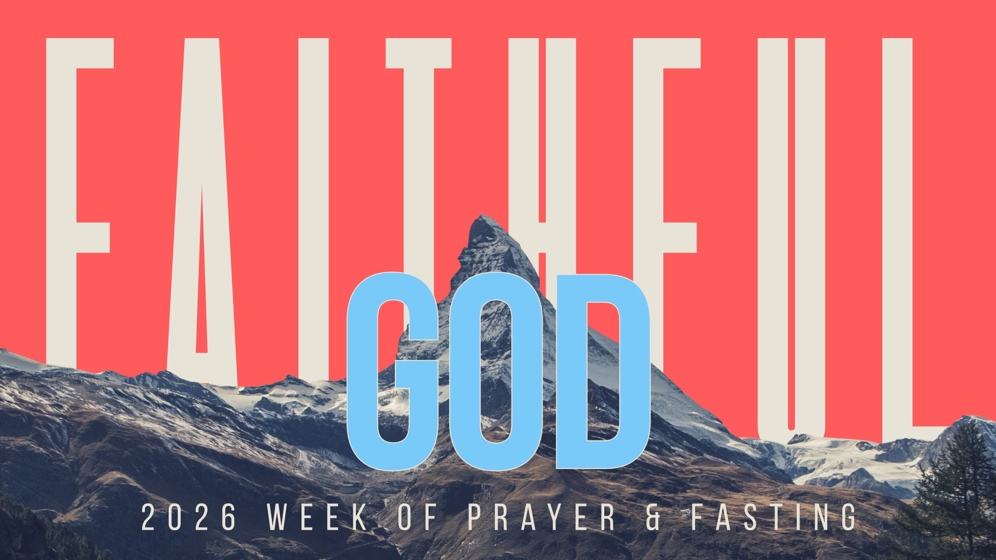 FAITHFUL
GOD
2026 WEEK OF PRAYER & FASTING